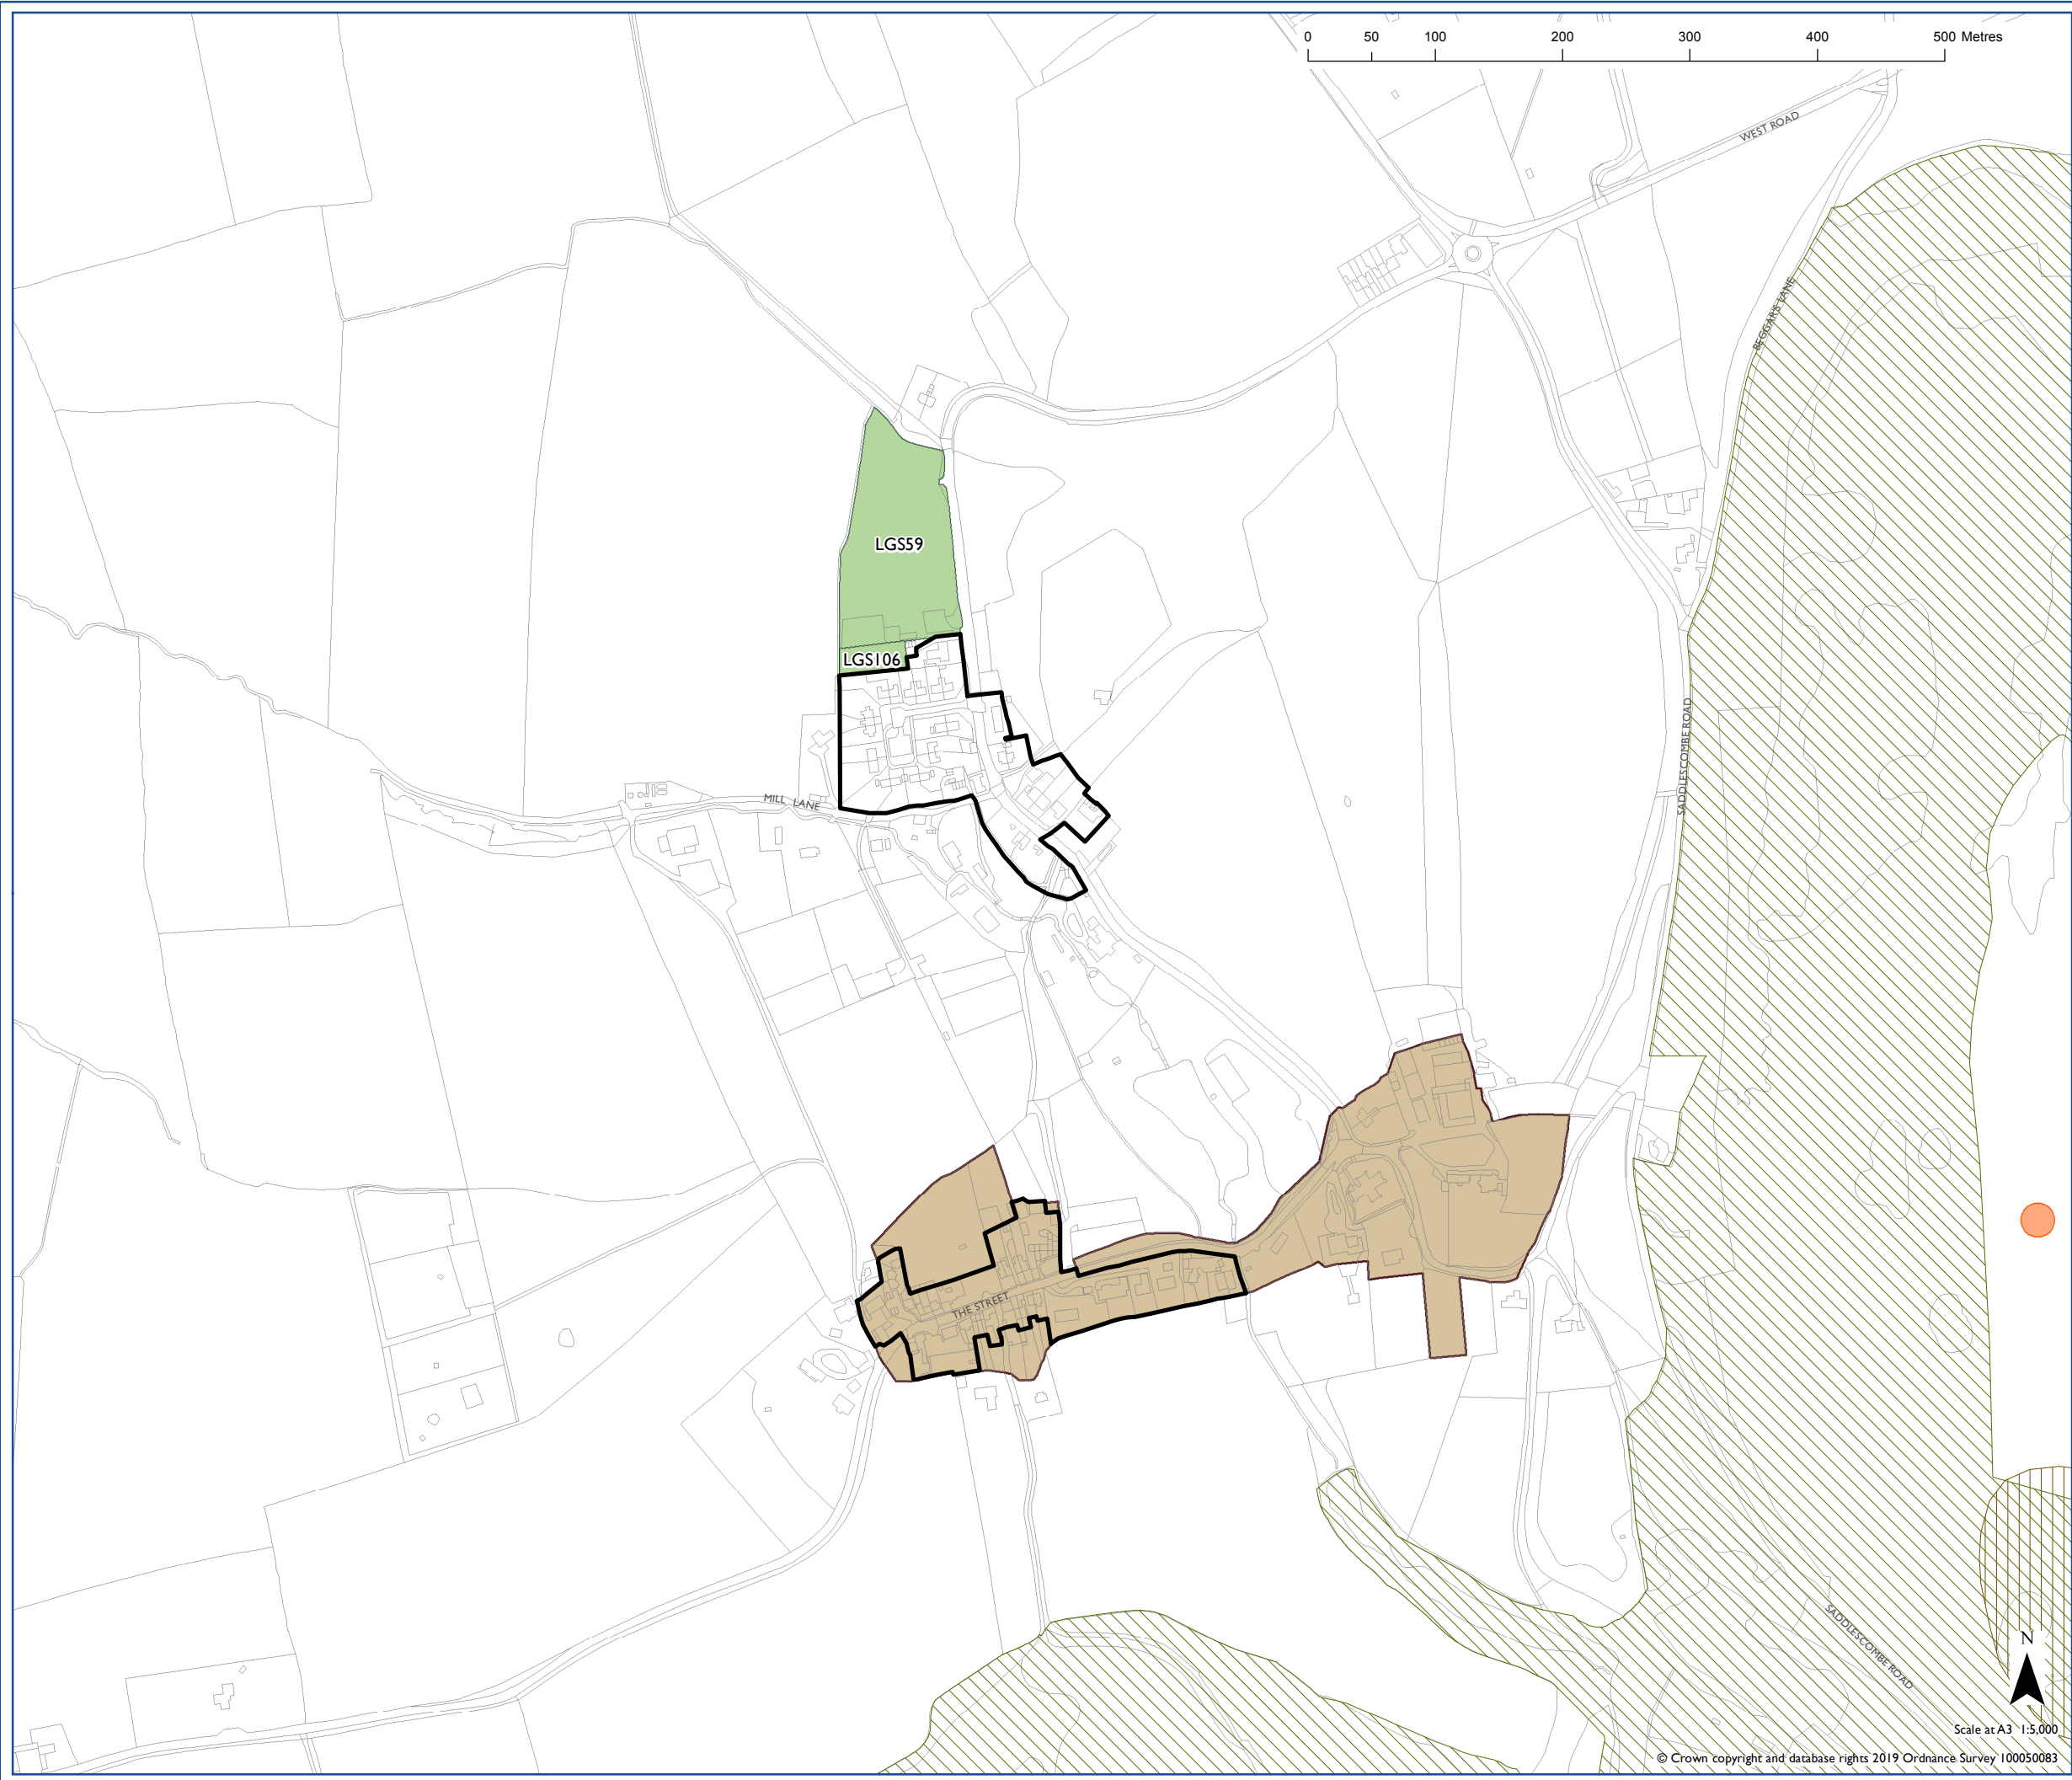 0 50 100 200 300 400 500 Metres
WEST ROAD
BEGGARS LANE
LGS59
LGS106
SADDLESCOMBE ROAD
MILL LANE
THE STREET
SADDLESCOMBE ROAD
N
Scale at A3 1:5,000
© Crown copyright and database rights 2019 Ordnance Survey 100050083